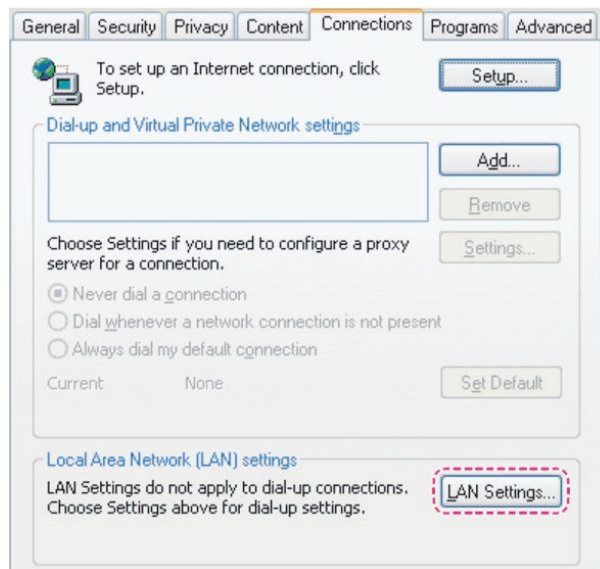 General Security Privacy Content Connections Programs Advanced
To set up an Internet connection, click
Setup.
Setup...
Dial-up and Virtual Private Network settings
Add...
Remove
Choose Settings if you need to configure a proxy
server for a connection.
Settings...
Never dial a connection
Dial whenever a network connection is not present
Always dial my default connection
Current None
Set Default
Local Area Network (LAN) settings
LAN Settings do not apply to dial-up connections.
Choose Settings above for dial-up settings.
LAN Settings...